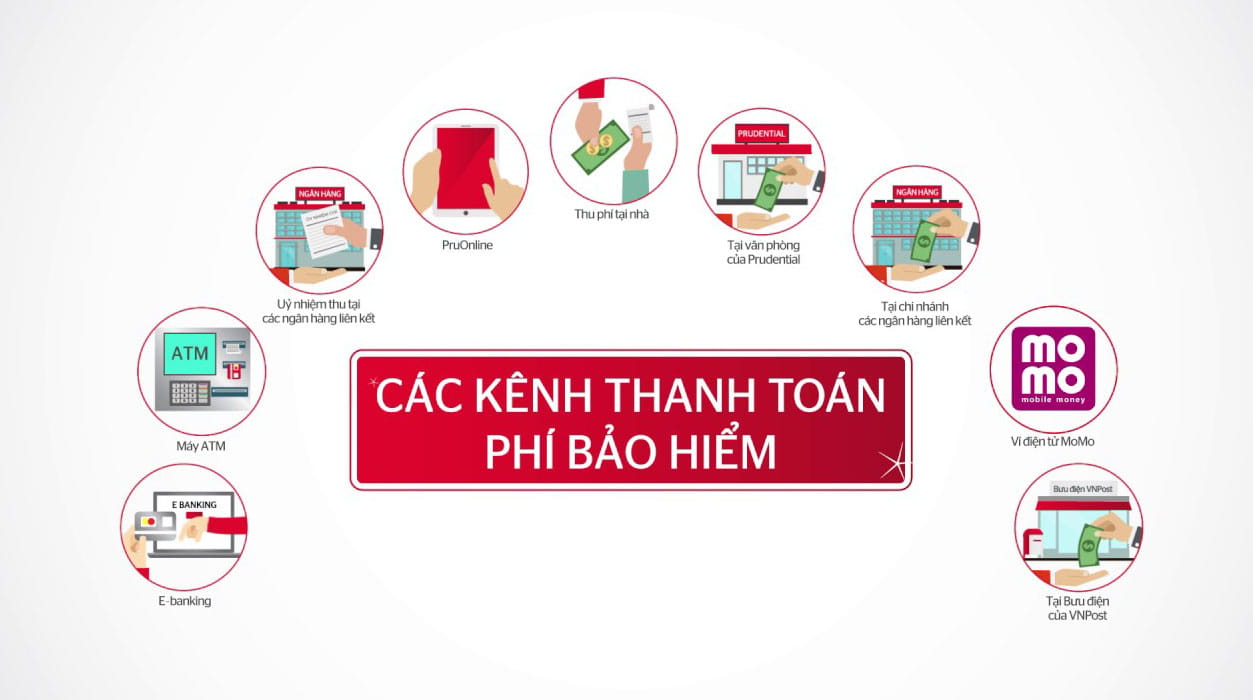 PRUDENTIAL
NGÂN HÀNG
NGÂN HÀNG
ỦY NHIỆM CHI
Thu phí tại nhà
PruOnline
Tại văn phòng
của Prudential
Uỷ nhiệm thu tại
các ngân hàng liên kết
Tại chi nhánh
các ngân hàng liên kết
ATM
Máy ATM
mo
mo
mobile money
Ví điện tử MoMo
CÁC KÊNH THANH TOÁN
PHÍ BẢO HIỂM
E BANKING
E-banking
Bưu điện VNPost
Tại Bưu điện
của VNPost